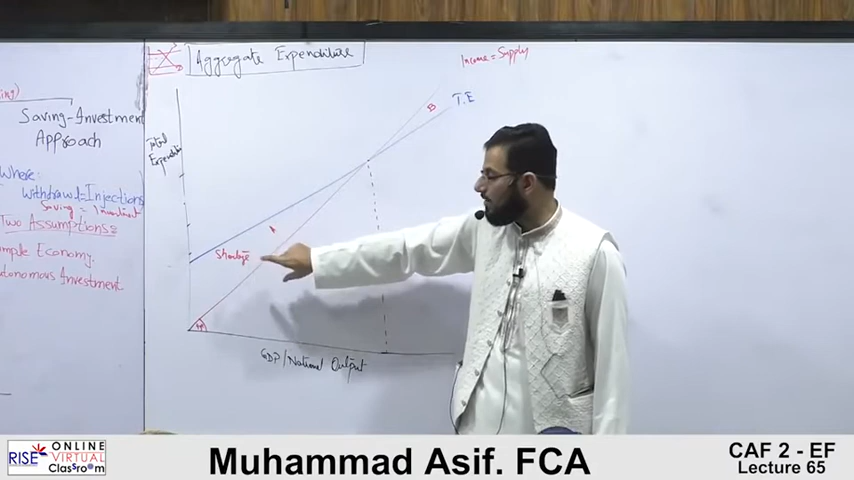 Saving-Investment
Approach
Where:
withdrawl=Injections
Saving = Investment
Two Assumptions:
mple Economy.
utonomous Investment
Aggregate Expenditure
Income = Supply
Total
Expenditure
T.E
B
A
Shortage
45°
GDP/National Output
RISE
ONLINE
VIRTUAL
Classroom
Muhammad Asif. FCA
CAF 2 - EF
Lecture 65